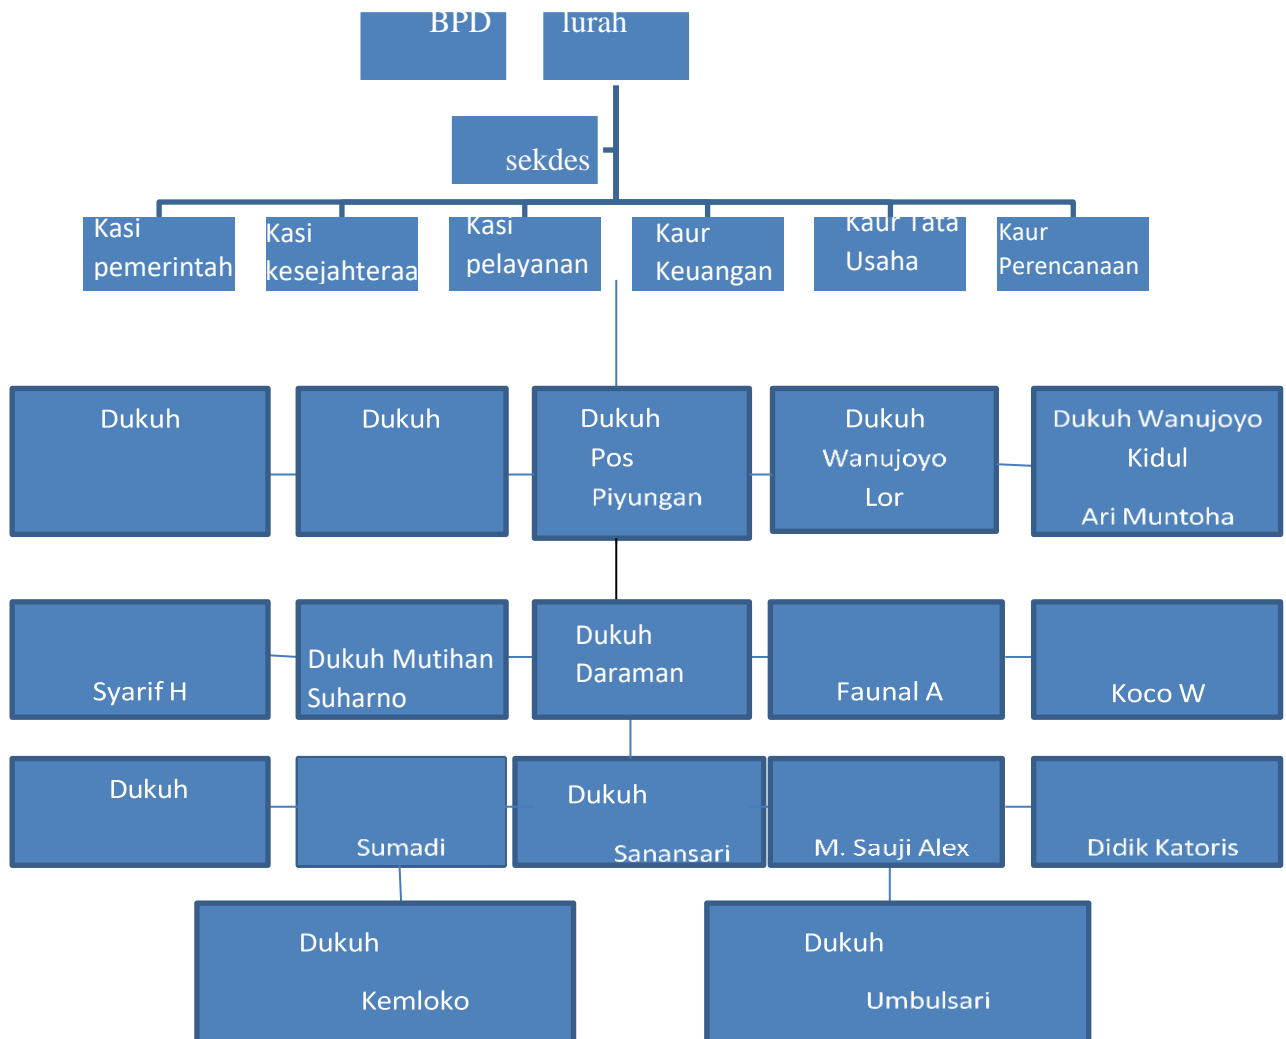 BPD
lurah
sekdes
Kasi
pemerintah
Kasi
kesejahteraa
Kasi
pelayanan
Kaur
Keuangan
Kaur Tata
Usaha
Kaur
Perencanaan
Dukuh
Dukuh
Dukuh
Pos
Piyungan
Dukuh
Wanujoyo
Lor
Dukuh Wanujoyo
Kidul
Ari Muntoha
Syarif H
Dukuh Mutihan
Suharno
Dukuh
Daraman
Faunal A
Koco W
Dukuh
Sumadi
Dukuh
Sanansari
M. Sauji Alex
Didik Katoris
Dukuh
Kemloko
Dukuh
Umbulsari